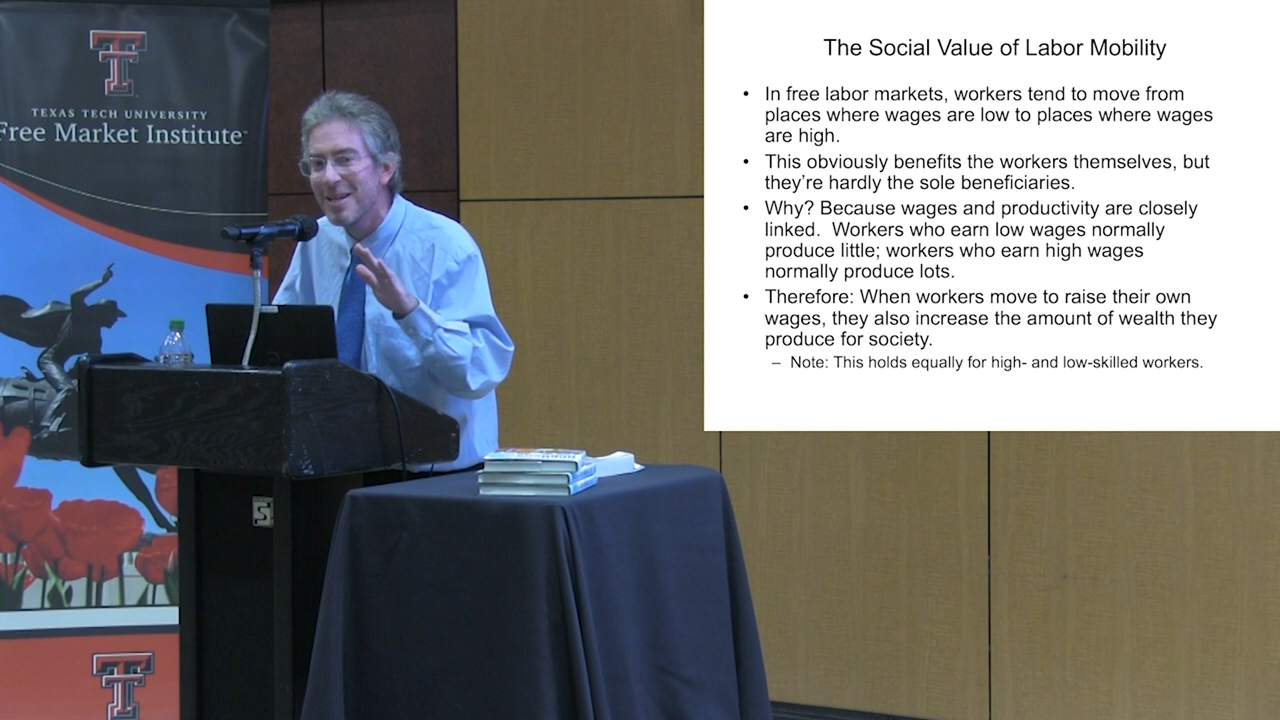 TEXAS TECH UNIVERSITY
Free Market Institute
The Social Value of Labor Mobility
• In free labor markets, workers tend to move from
places where wages are low to places where wages
are high.
• This obviously benefits the workers themselves, but
they're hardly the sole beneficiaries.
• Why? Because wages and productivity are closely
linked.  Workers who earn low wages normally
produce little; workers who earn high wages
normally produce lots.
• Therefore: When workers move to raise their own
wages, they also increase the amount of wealth they
produce for society.
– Note: This holds equally for high- and low-skilled workers.